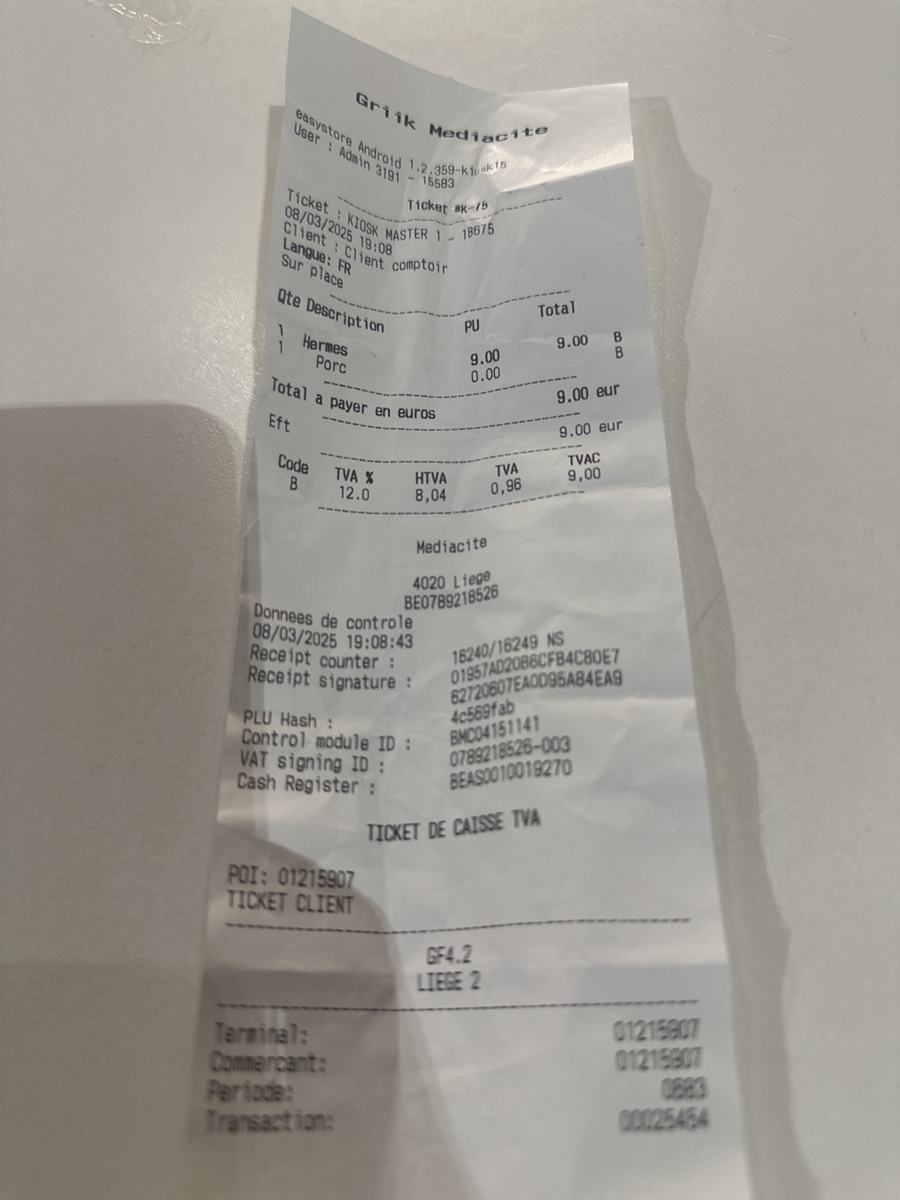 Griik Mediacite
easystore Android 1.2.359-kiosk15
User : Admin 3191 - 15583
Ticket #K-75
Ticket : KIOSK MASTER 1 - 18675
08/03/2025 19:08
Client : Client comptoir
Langue: FR
Sur place
Qte Description PU Total
1 Hermes 9.00 9.00 B
1 Porc 0.00 B
Total a payer en euros 9.00 eur
Eft 9.00 eur
Code TVA % HTVA TVA TVAC
B 12.0 8,04 0,96 9,00
Mediacite
4020 Liege
BE0789218526
Donnees de controle
08/03/2025 19:08:43
Receipt counter : 16240/16249 NS
Receipt signature : 01957AD20B6CFB4C80E7
62720607EA0D95A84EA9
PLU Hash : 4c569fab
Control module ID : BMC04151141
VAT signing ID : 0789218526-003
Cash Register : BEAS0010019270
TICKET DE CAISSE TVA
POI: 01215907
TICKET CLIENT
GF4.2
LIEGE 2
Terminal: 01215907
Commercant: 01215907
Periode: 0683
Transaction: 00025454